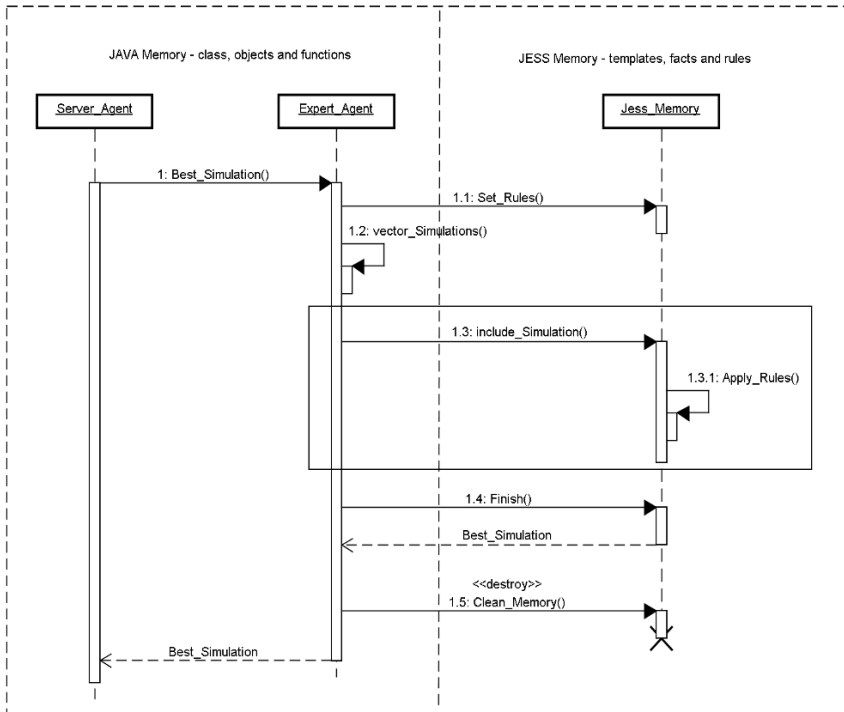 JAVA Memory - class, objects and functions
JESS Memory - templates, facts and rules
Server_Agent
Expert_Agent
Jess_Memory
1: Best_Simulation()
1.1: Set_Rules()
1.2: vector_Simulations()
1.3: include_Simulation()
1.3.1: Apply_Rules()
1.4: Finish()
Best_Simulation
<<destroy>>
1.5: Clean_Memory()
Best_Simulation